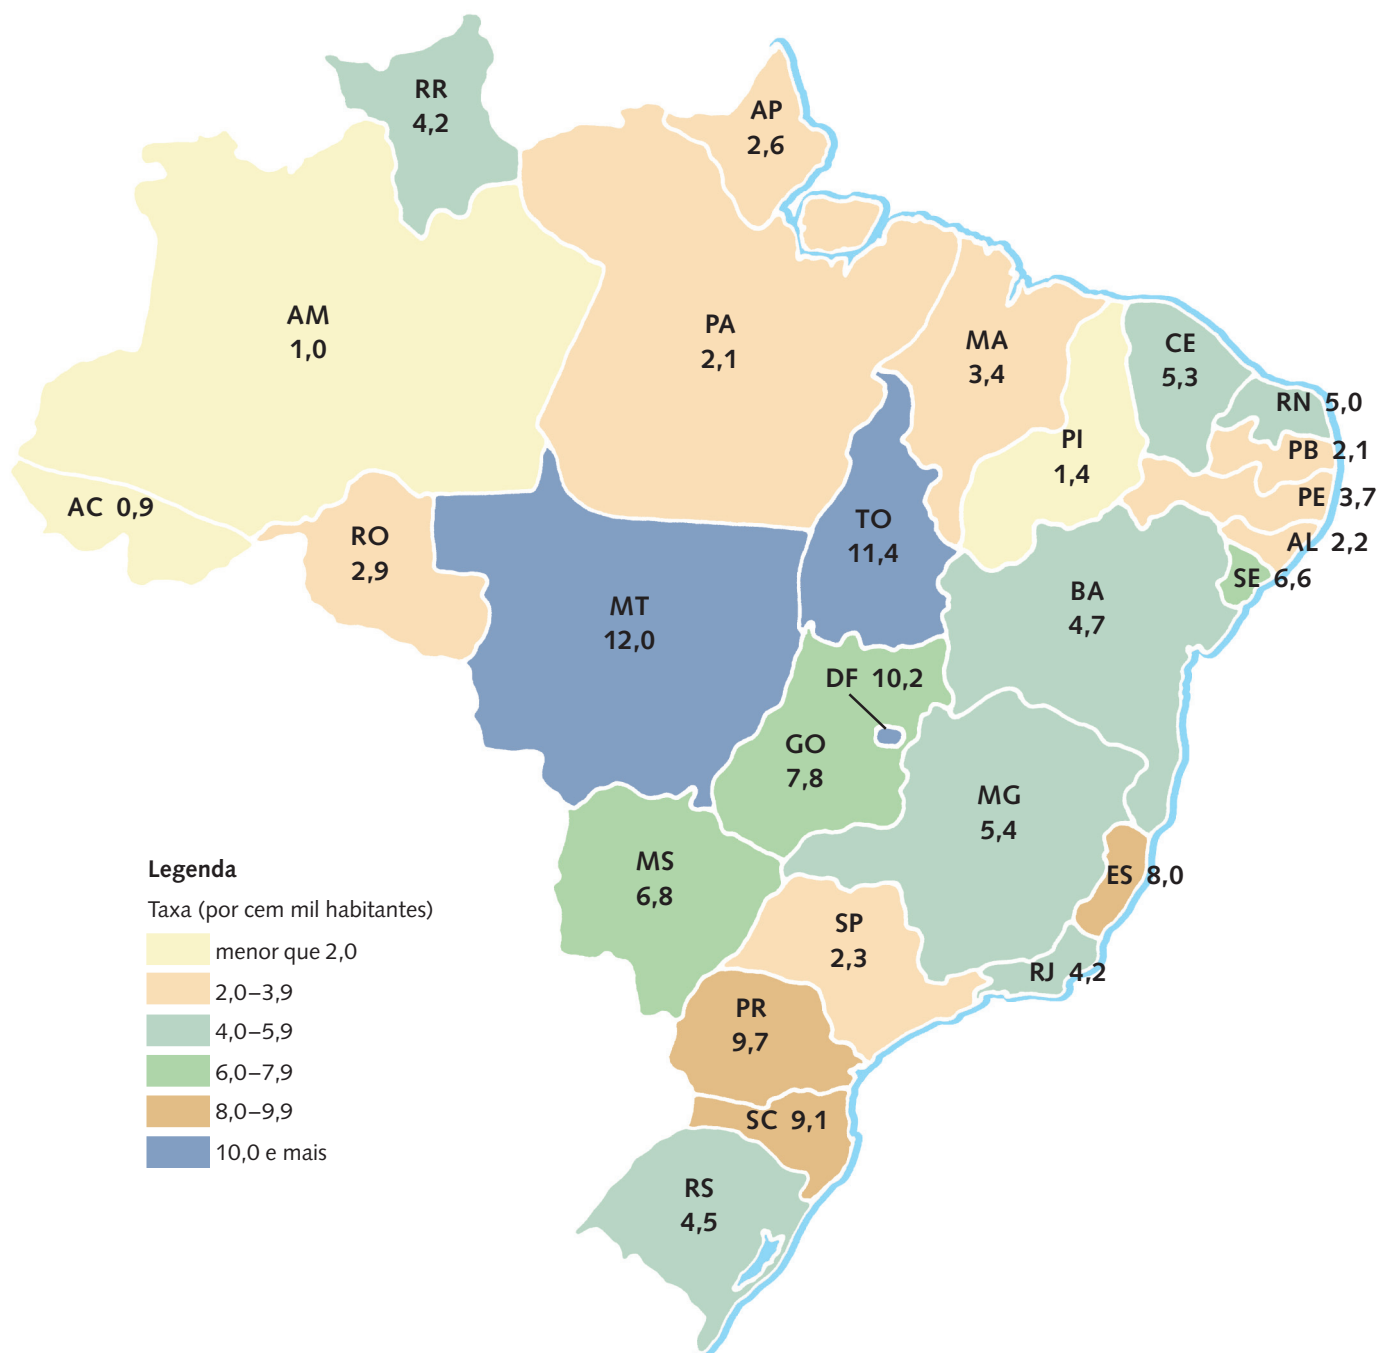 RR
4,2
AP
2,6
AM
1,0
PA
2,1
MA
3,4
CE
5,3
RN 5,0
PI
1,4
PB 2,1
PE 3,7
AC 0,9
RO
2,9
TO
11,4
AL 2,2
SE 6,6
MT
12,0
BA
4,7
DF 10,2
GO
7,8
MG
5,4
MS
6,8
ES 8,0
SP
2,3
RJ 4,2
PR
9,7
SC 9,1
RS
4,5
Legenda
Taxa (por cem mil habitantes)
menor que 2,0
2,0–3,9
4,0–5,9
6,0–7,9
8,0–9,9
10,0 e mais